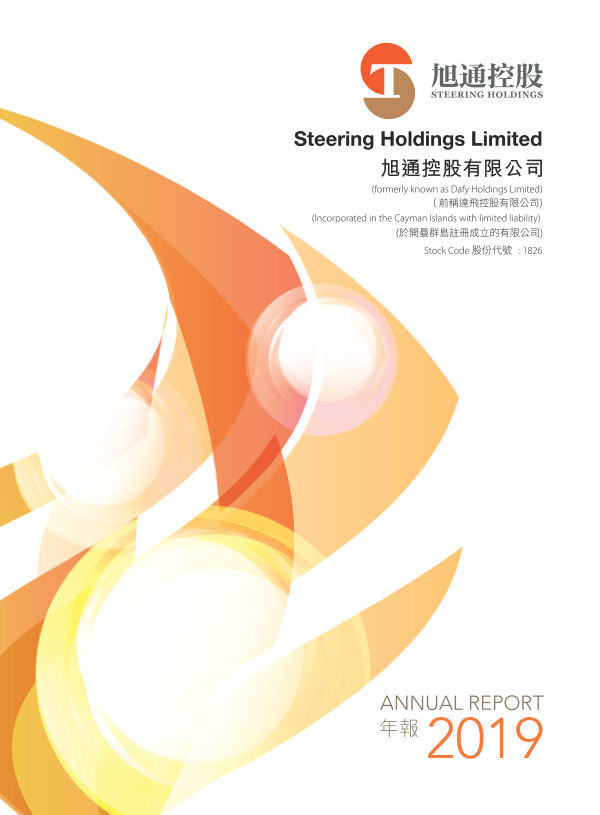 旭通控股
STEERING HOLDINGS
Steering Holdings Limited
旭通控股有限公司
(formerly known as Dafy Holdings Limited)
(前稱達飛控股有限公司)
(Incorporated in the Cayman Islands with limited liability)
(於開曼群島註冊成立的有限公司)
Stock Code 股份代號 : 1826
ANNUAL REPORT
年報 2019